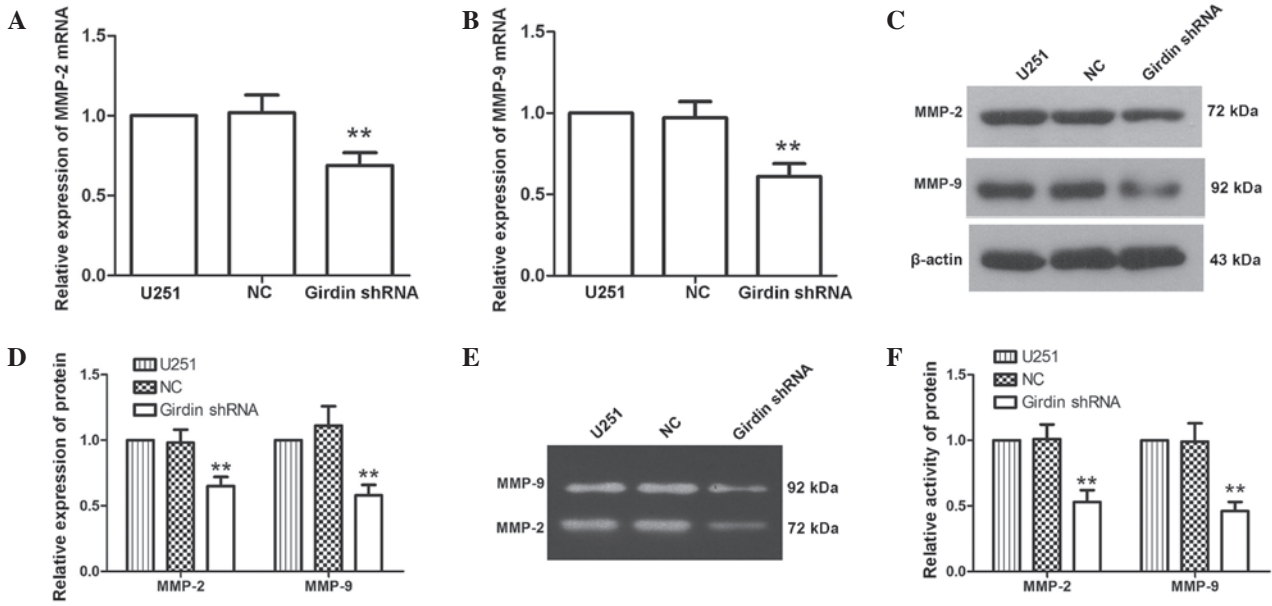 A
Relative expression of MMP-2 mRNA
1.5
1.0
0.5
0.0
**
U251 NC Girdin shRNA
B
Relative expression of MMP-9 mRNA
1.5
1.0
0.5
0.0
**
U251 NC Girdin shRNA
C
U251 NC Girdin shRNA
MMP-2 72 kDa
MMP-9 92 kDa
β-actin 43 kDa
D
Relative expression of protein
U251
NC
Girdin shRNA
1.5
1.0
0.5
0.0
** **
MMP-2 MMP-9
E
U251 NC Girdin shRNA
MMP-9 92 kDa
MMP-2 72 kDa
F
Relative activity of protein
U251
NC
Girdin shRNA
1.5
1.0
0.5
0.0
** **
MMP-2 MMP-9